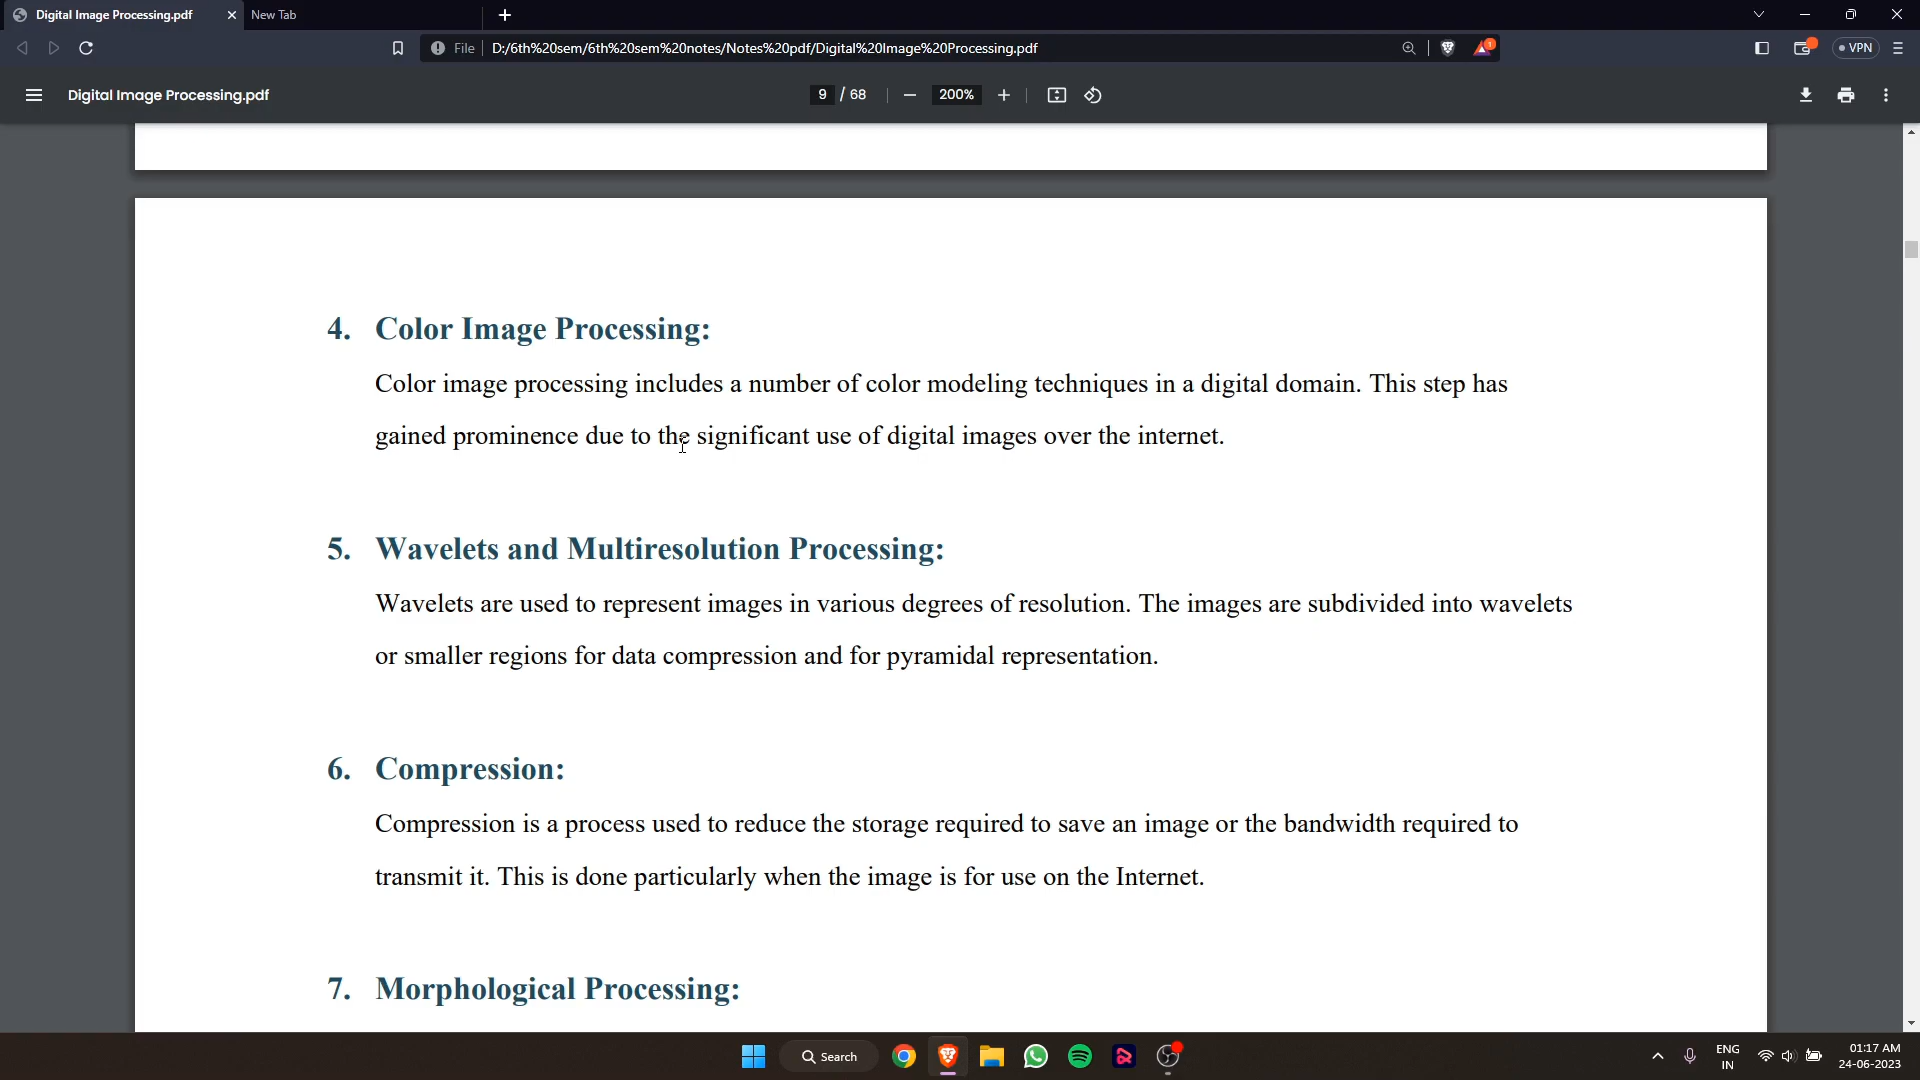 Digital Image Processing.pdf
New Tab
File
D:/6th%20sem/6th%20sem%20notes/Notes%20pdf/Digital%20Image%20Processing.pdf
1
VPN
Digital Image Processing.pdf
9 / 68
200%
4. Color Image Processing:
Color image processing includes a number of color modeling techniques in a digital domain. This step has
gained prominence due to the significant use of digital images over the internet.
5. Wavelets and Multiresolution Processing:
Wavelets are used to represent images in various degrees of resolution. The images are subdivided into wavelets
or smaller regions for data compression and for pyramidal representation.
6. Compression:
Compression is a process used to reduce the storage required to save an image or the bandwidth required to
transmit it. This is done particularly when the image is for use on the Internet.
7. Morphological Processing:
Search
ENG
IN
01:17 AM
24-06-2023